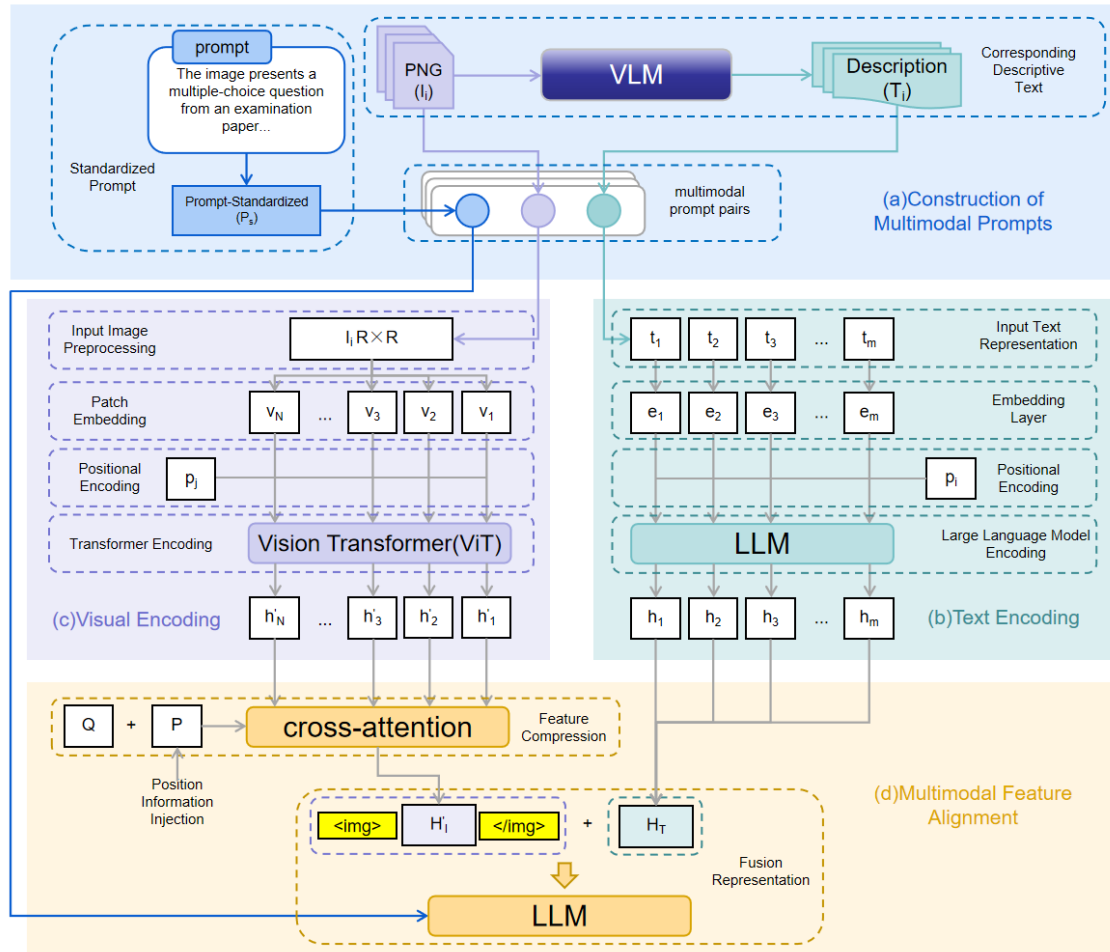 prompt
The image presents a
multiple-choice question
from an examination
paper...
Standardized
Prompt
Prompt-Standardized
(Pₛ)
PNG
(Iᵢ)
VLM
Description
(Tᵢ)
Corresponding
Descriptive
Text
multimodal
prompt pairs
(a)Construction of
Multimodal Prompts
Input Image
Preprocessing
Iᵢ R×R
Patch
Embedding
v_N ... v₃ v₂ v₁
Positional
Encoding
pⱼ
Transformer Encoding
Vision Transformer(ViT)
(c)Visual Encoding
h'_N ... h'₃ h'₂ h'₁
t₁ t₂ t₃ ... tₘ
Input Text
Representation
e₁ e₂ e₃ ... eₘ
Embedding
Layer
pᵢ
Positional
Encoding
LLM
Large Language Model
Encoding
h₁ h₂ h₃ ... hₘ
(b)Text Encoding
Q + P
cross-attention
Feature
Compression
Position
Information
Injection
<img> H'_I </img> + H_T
Fusion
Representation
LLM
(d)Multimodal Feature
Alignment